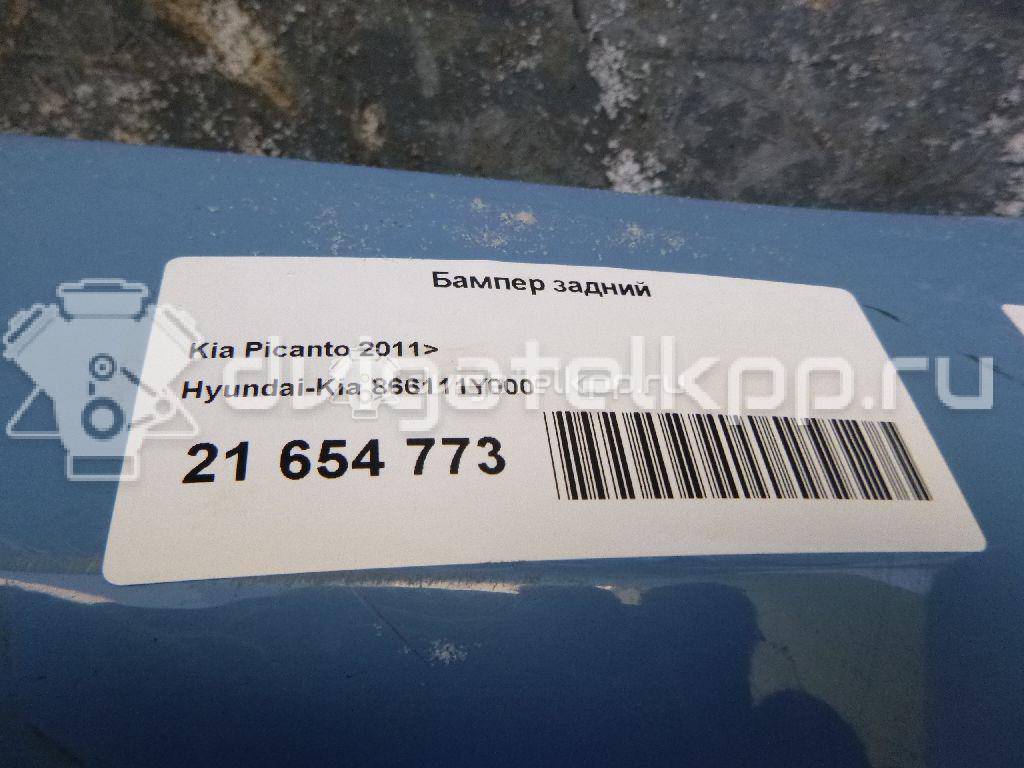 Бампер задний
Kia Picanto 2011>
Hyundai-Kia 866111Y000
21 654 773
dvigatelkpp.ru